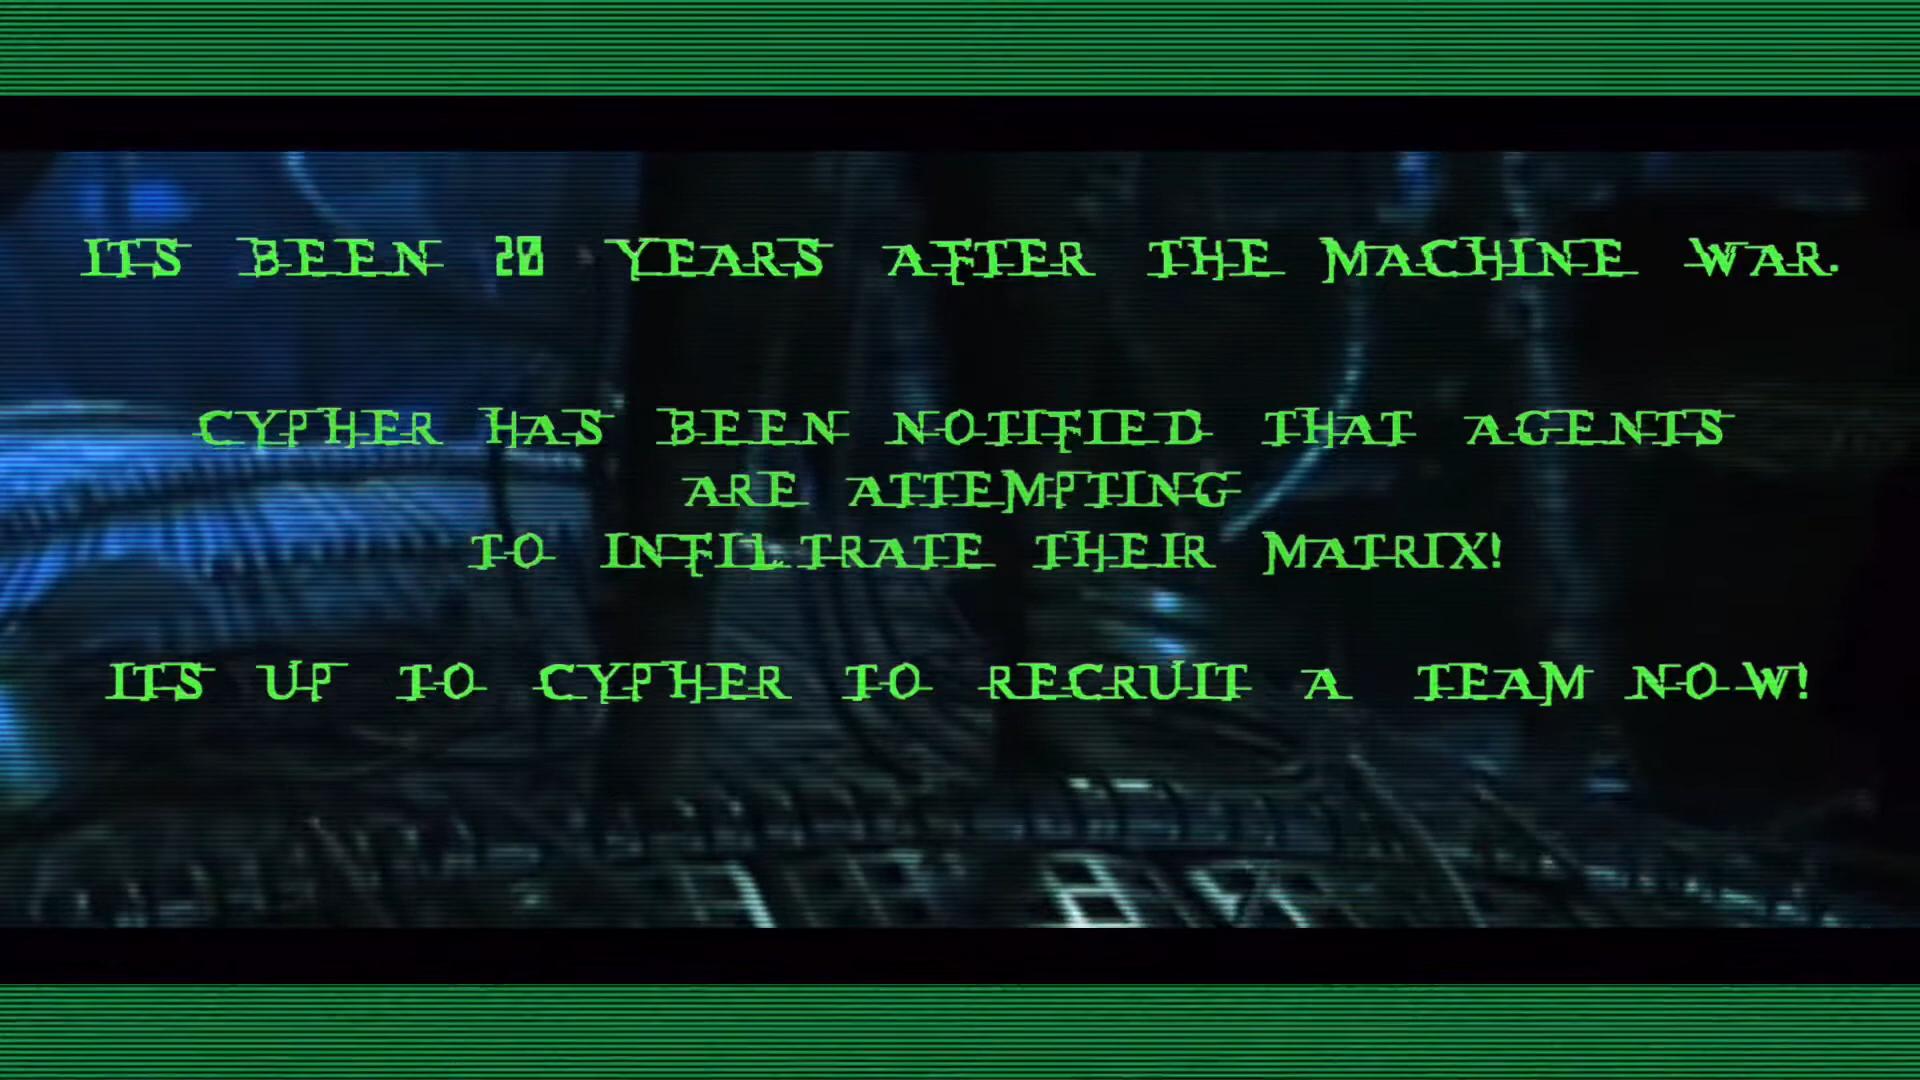 ITS BEEN 20 YEARS AFTER THE MACHINE WAR.
CYPHER HAS BEEN NOTIFIED THAT AGENTS
ARE ATTEMPTING
TO INFILTRATE THEIR MATRIX!
ITS UP TO CYPHER TO RECRUIT A TEAM NOW!